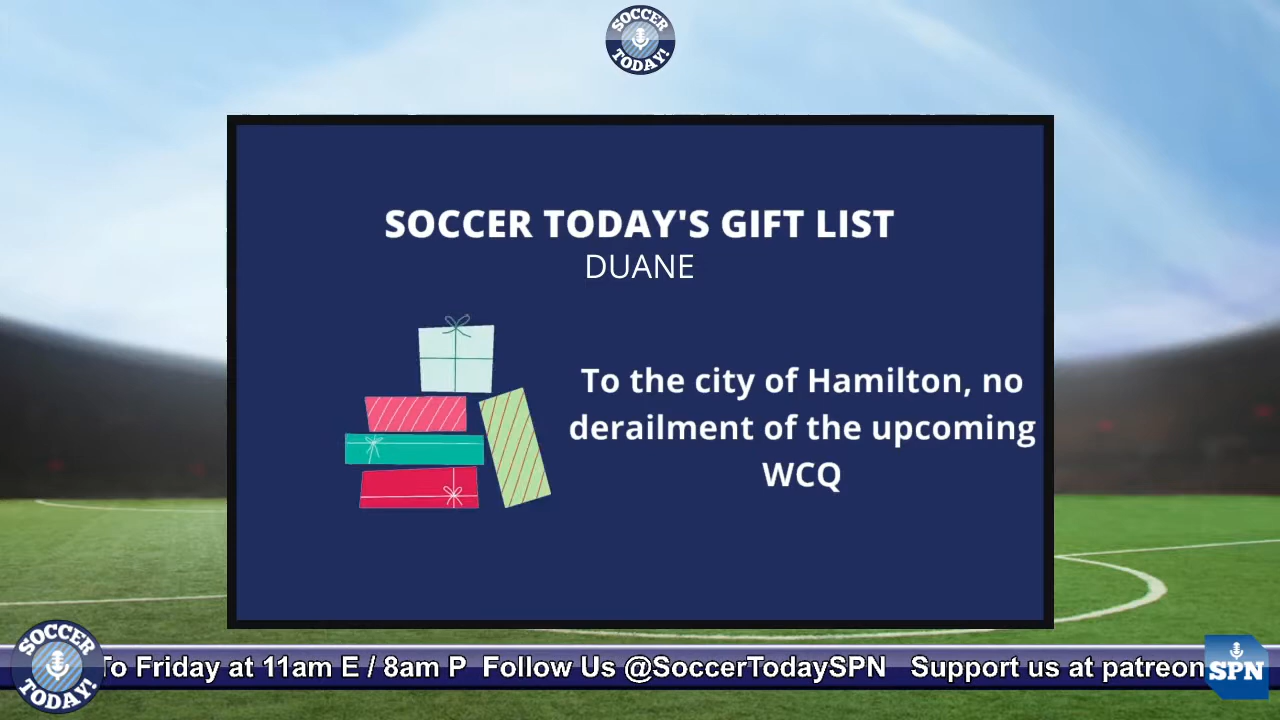 SOCCER
TODAY!
SOCCER TODAY'S GIFT LIST
DUANE
To the city of Hamilton, no
derailment of the upcoming
WCQ
SOCCER
TODAY!
To Friday at 11am E / 8am P  Follow Us @SoccerTodaySPN   Support us at patreon
SPN